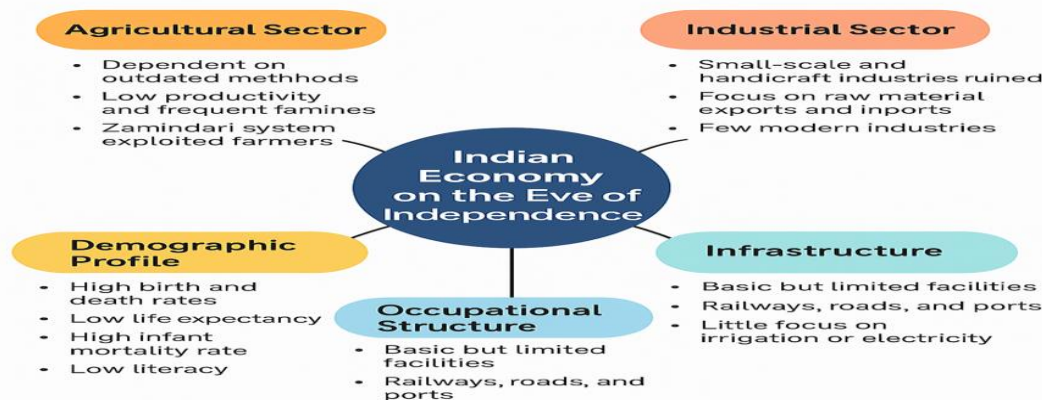 Agricultural Sector
• Dependent on
outdated methhods
• Low productivity
and frequent famines
• Zamindari system
exploited farmers
Industrial Sector
• Small-scale and
handicraft industries ruined
• Focus on raw material
exports and inports
• Few modern industries
Indian
Economy
on the Eve of
Independence
Demographic
Profile
• High birth and
death rates
• Low life expectancy
• High infant
mortality rate
• Low literacy
Occupational
Structure
• Basic but limited
facilities
• Railways, roads, and
ports
Infrastructure
• Basic but limited facilities
• Railways, roads, and ports
• Little focus on
irrigation or electricity